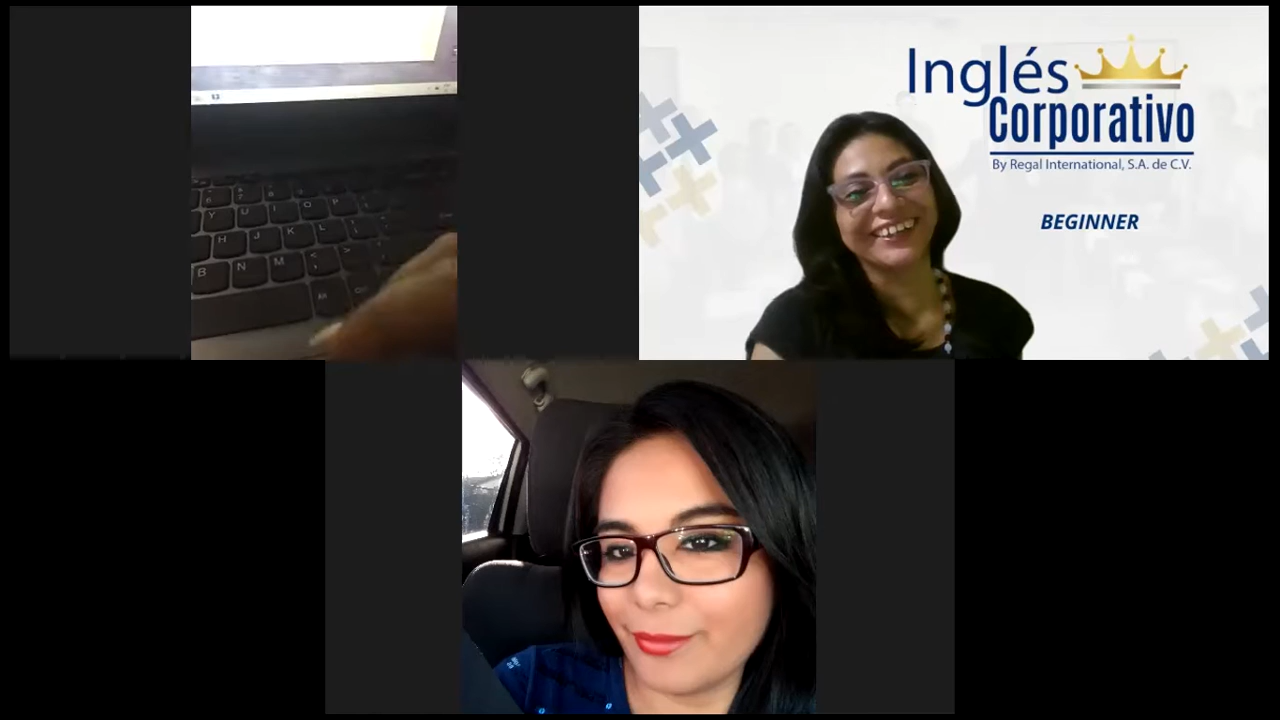 Inglés
Corporativo
By Regal International, S.A. de C.V.
BEGINNER
Y U I O P
H J K L
B N M